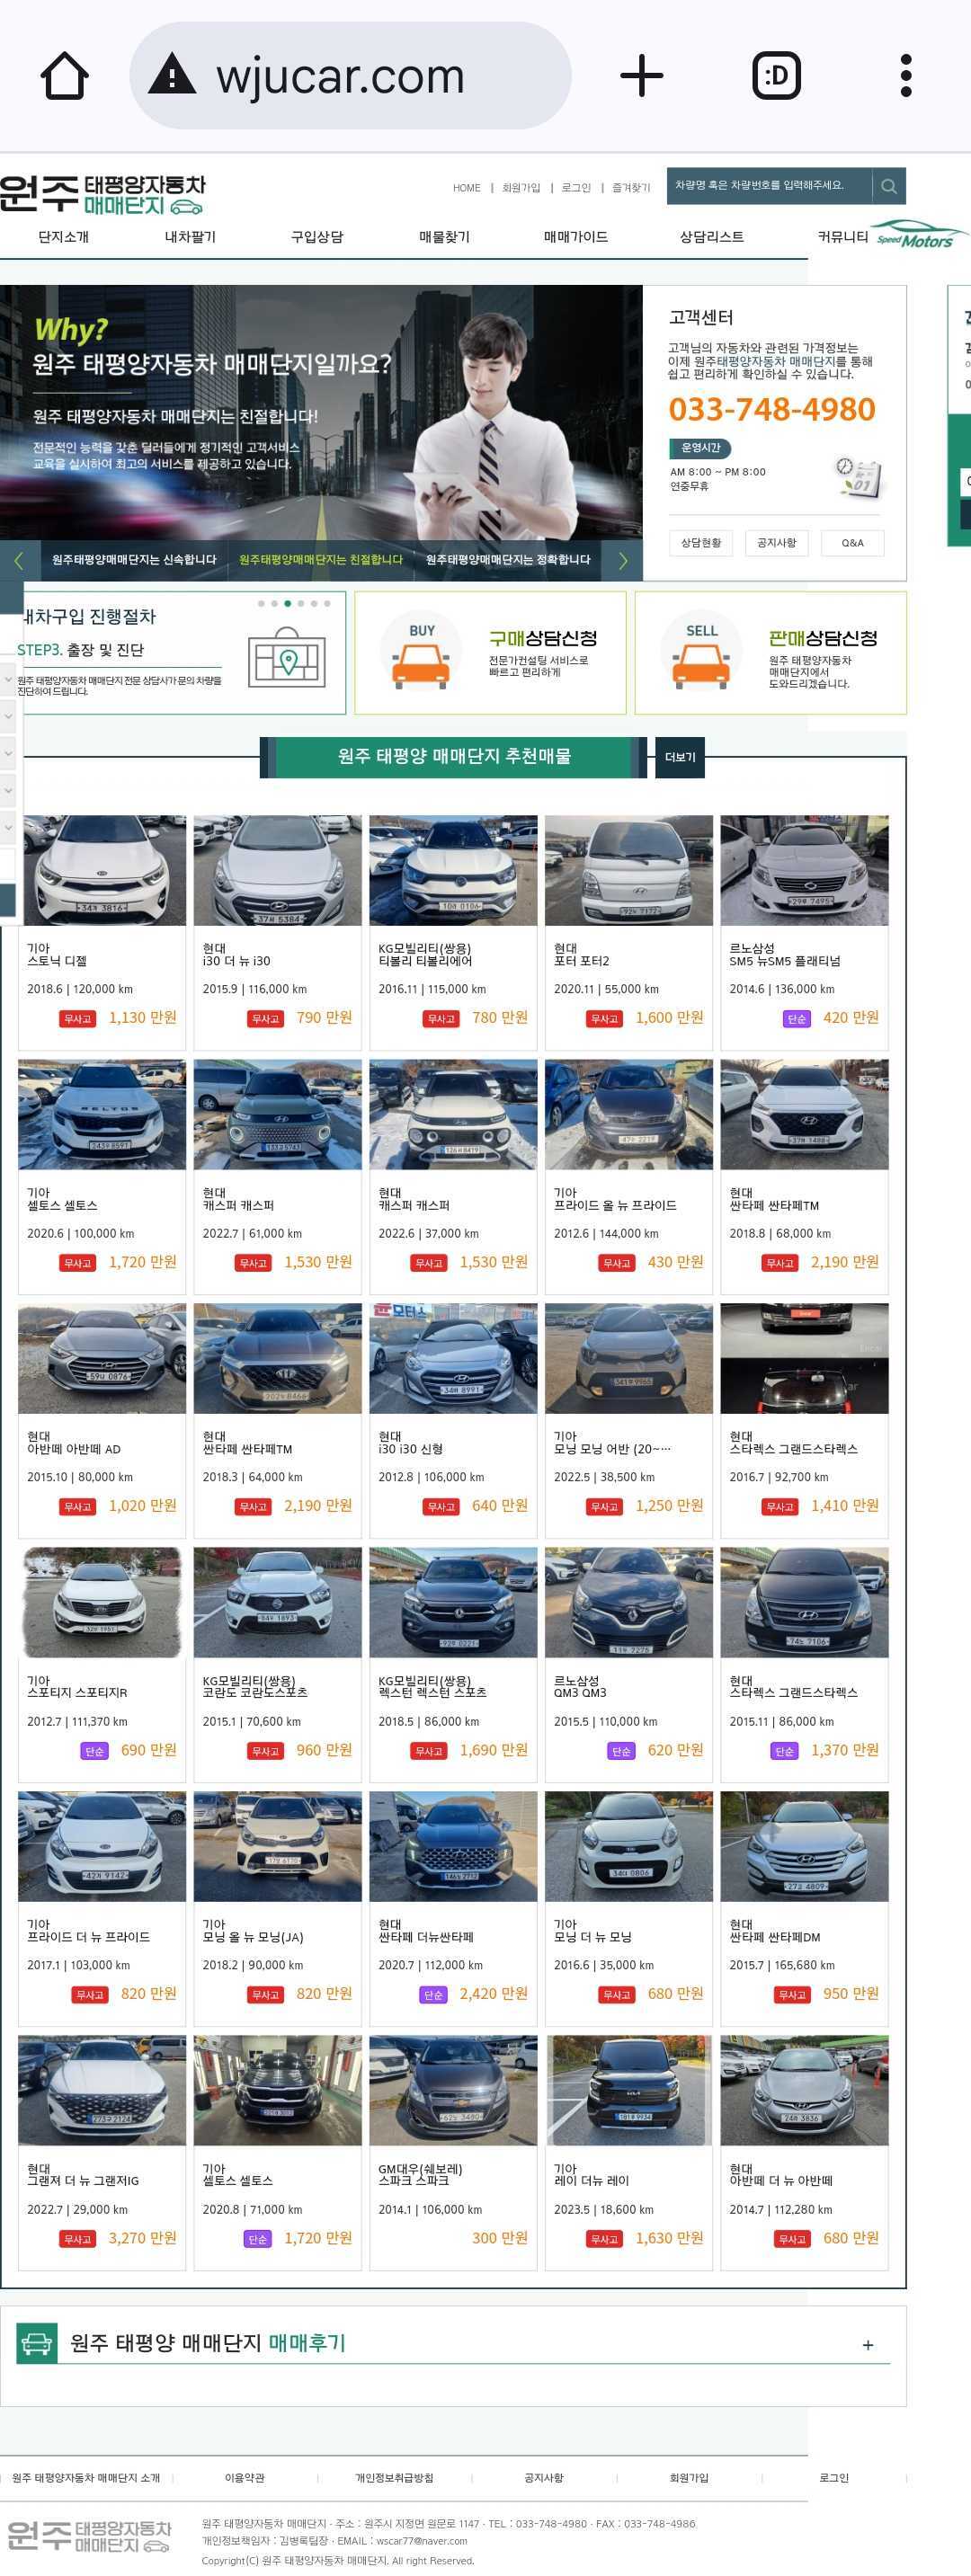 wjucar.com
:D
원주 태평양자동차
매매단지
HOME | 회원가입 | 로그인 | 즐겨찾기
차량명 혹은 차량번호를 입력해주세요.
단지소개 내차팔기 구입상담 매물찾기 매매가이드 상담리스트 커뮤니티
Speed Motors
Why?
원주 태평양자동차 매매단지일까요?
원주 태평양자동차 매매단지는 친절합니다!
전문적인 능력을 갖춘 딜러들에게 정기적인 고객서비스
교육을 실시하여 최고의 서비스를 제공하고 있습니다.
원주태평양매매단지는 신속합니다 원주태평양매매단지는 친절합니다 원주태평양매매단지는 정확합니다
고객센터
고객님의 자동차와 관련된 가격정보는
이제 원주태평양자동차 매매단지를 통해
쉽고 편리하게 확인하실 수 있습니다.
033-748-4980
운영시간
AM 8:00 ~ PM 8:00
연중무휴
상담현황 공지사항 Q&A
내차구입 진행절차
STEP3. 출장 및 진단
원주 태평양자동차 매매단지 전문 상담사가 문의 차량을
진단하여 드립니다.
BUY
구매상담신청
전문가컨설팅 서비스로
빠르고 편리하게
SELL
판매상담신청
원주 태평양자동차
매매단지에서
도와드리겠습니다.
원주 태평양 매매단지 추천매물 더보기
기아
스토닉 디젤
2018.6 | 120,000 km
무사고 1,130 만원
현대
i30 더 뉴 i30
2015.9 | 116,000 km
무사고 790 만원
KG모빌리티(쌍용)
티볼리 티볼리에어
2016.11 | 115,000 km
무사고 780 만원
현대
포터 포터2
2020.11 | 55,000 km
무사고 1,600 만원
르노삼성
SM5 뉴SM5 플래티넘
2014.6 | 136,000 km
단순 420 만원
기아
셀토스 셀토스
2020.6 | 100,000 km
무사고 1,720 만원
현대
캐스퍼 캐스퍼
2022.7 | 61,000 km
무사고 1,530 만원
현대
캐스퍼 캐스퍼
2022.6 | 37,000 km
무사고 1,530 만원
기아
프라이드 올 뉴 프라이드
2012.6 | 144,000 km
무사고 430 만원
현대
싼타페 싼타페TM
2018.8 | 68,000 km
무사고 2,190 만원
현대
아반떼 아반떼 AD
2015.10 | 80,000 km
무사고 1,020 만원
현대
싼타페 싼타페TM
2018.3 | 64,000 km
무사고 2,190 만원
현대
i30 i30 신형
2012.8 | 106,000 km
무사고 640 만원
기아
모닝 모닝 어반 (20~…
2022.5 | 38,500 km
무사고 1,250 만원
현대
스타렉스 그랜드스타렉스
2016.7 | 92,700 km
무사고 1,410 만원
기아
스포티지 스포티지R
2012.7 | 111,370 km
단순 690 만원
KG모빌리티(쌍용)
코란도 코란도스포츠
2015.1 | 70,600 km
무사고 960 만원
KG모빌리티(쌍용)
렉스턴 렉스턴 스포츠
2018.5 | 86,000 km
무사고 1,690 만원
르노삼성
QM3 QM3
2015.5 | 110,000 km
단순 620 만원
현대
스타렉스 그랜드스타렉스
2015.11 | 86,000 km
단순 1,370 만원
기아
프라이드 더 뉴 프라이드
2017.1 | 103,000 km
무사고 820 만원
기아
모닝 올 뉴 모닝(JA)
2018.2 | 90,000 km
무사고 820 만원
현대
싼타페 더뉴싼타페
2020.7 | 112,000 km
단순 2,420 만원
기아
모닝 더 뉴 모닝
2016.6 | 35,000 km
무사고 680 만원
현대
싼타페 싼타페DM
2015.7 | 165,680 km
무사고 950 만원
현대
그랜져 더 뉴 그랜저IG
2022.7 | 29,000 km
무사고 3,270 만원
기아
셀토스 셀토스
2020.8 | 71,000 km
단순 1,720 만원
GM대우(쉐보레)
스파크 스파크
2014.1 | 106,000 km
300 만원
기아
레이 더뉴 레이
2023.5 | 18,600 km
무사고 1,630 만원
현대
아반떼 더 뉴 아반떼
2014.7 | 112,280 km
무사고 680 만원
원주 태평양 매매단지 매매후기 +
원주 태평양자동차 매매단지 소개 이용약관 개인정보취급방침 공지사항 회원가입 로그인
원주 태평양자동차
매매단지
원주 태평양자동차 매매단지 · 주소 : 원주시 지정면 원문로 1147 · TEL : 033-748-4980 · FAX : 033-748-4986
개인정보책임자 : 김병록팀장 · EMAIL : wscar77@naver.com
Copyright(C) 원주 태평양자동차 매매단지. All right Reserved.